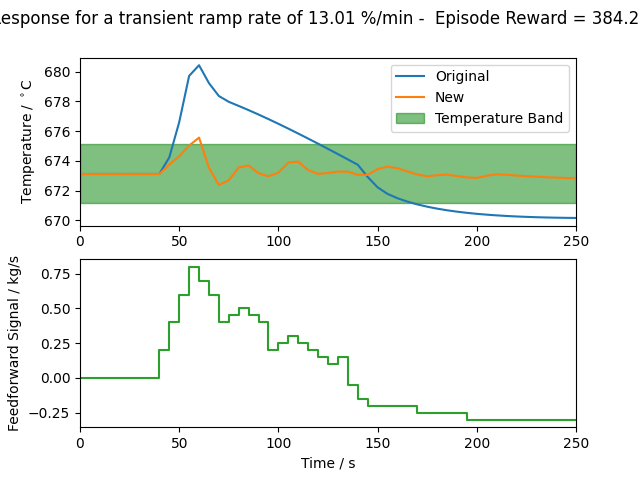 esponse for a transient ramp rate of 13.01 %/min -  Episode Reward = 384.2
680
678
676
674
672
670
Temperature / °C
Original
New
Temperature Band
0 50 100 150 200 250
0.75
0.50
0.25
0.00
−0.25
Feedforward Signal / kg/s
0 50 100 150 200 250
Time / s